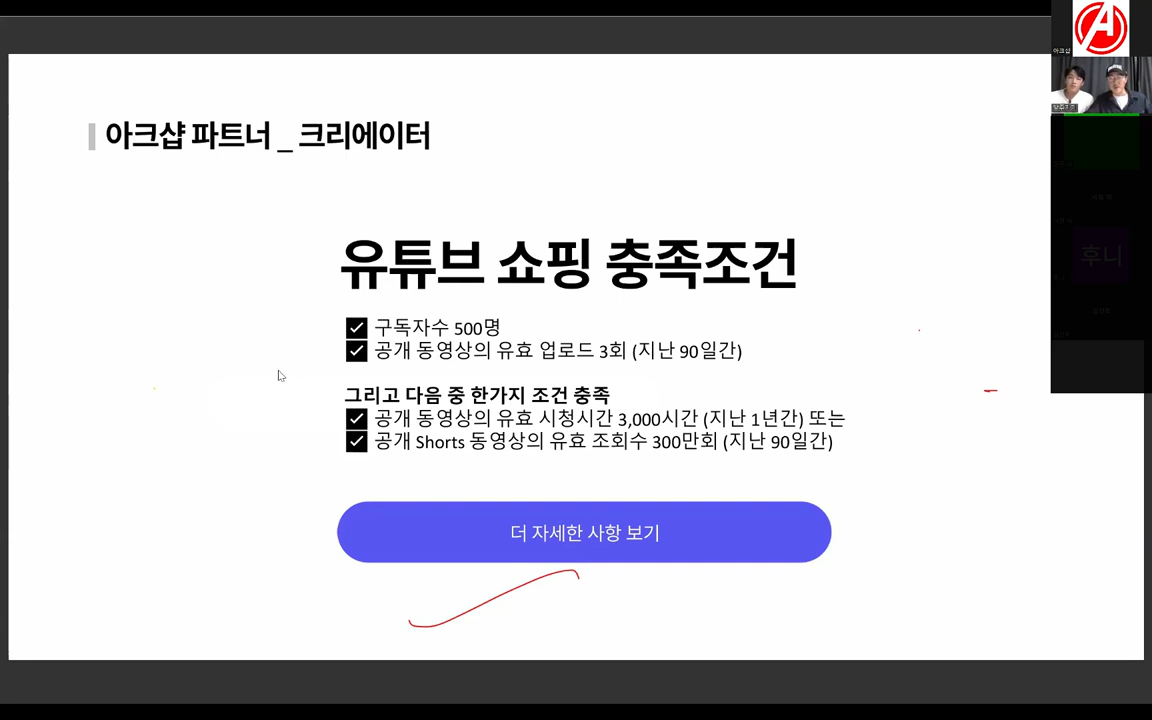 아크샵 파트너 _ 크리에이터
유튜브 쇼핑 충족조건
구독자수 500명
공개 동영상의 유효 업로드 3회 (지난 90일간)
그리고 다음 중 한가지 조건 충족
공개 동영상의 유효 시청시간 3,000시간 (지난 1년간) 또는
공개 Shorts 동영상의 유효 조회수 300만회 (지난 90일간)
더 자세한 사항 보기
아크샵
후니